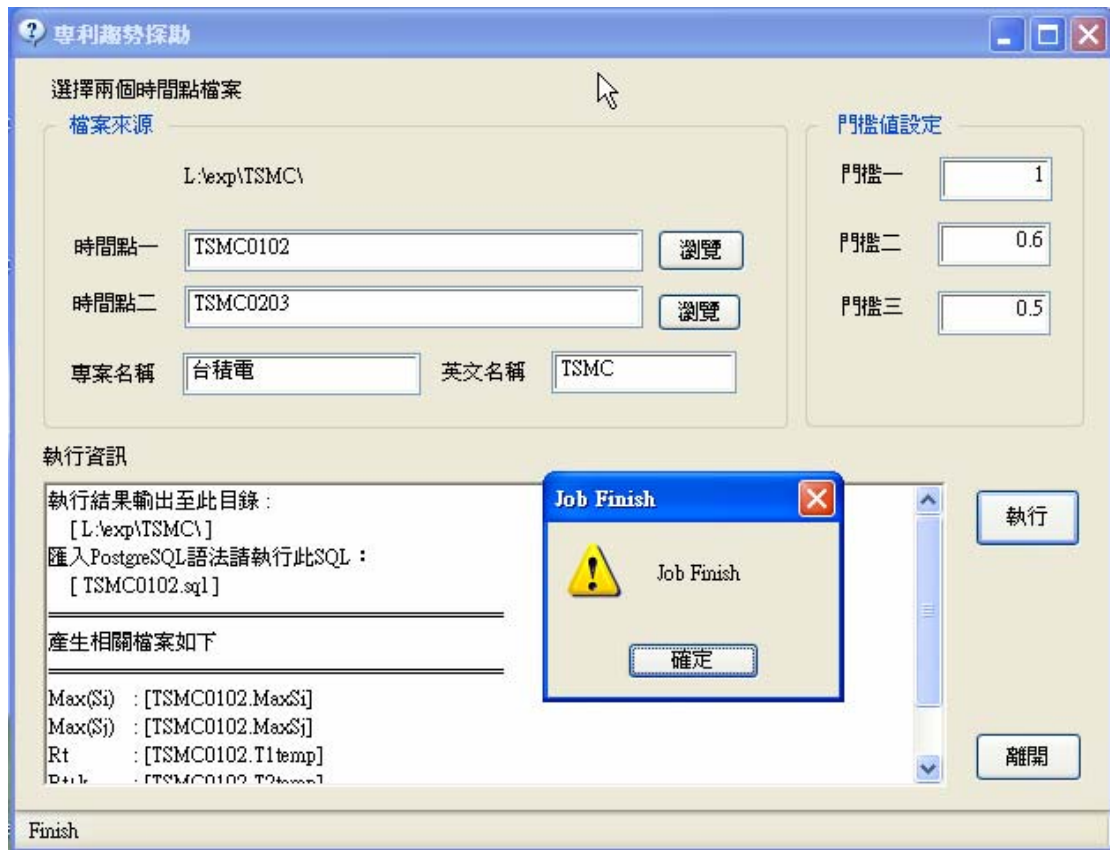 専利趨勢探勘
選擇兩個時間點檔案
檔案來源
L:\exp\TSMC\
時間點一 TSMC0102 瀏覽
時間點二 TSMC0203 瀏覽
專案名稱 台積電 英文名稱 TSMC
門檻值設定
門檻一 1
門檻二 0.6
門檻三 0.5
執行資訊
執行結果輸出至此目錄：
[ L:\exp\TSMC\ ]
匯入PostgreSQL語法請執行此SQL：
[ TSMC0102.sql ]
產生相關檔案如下
Max(Si) : [TSMC0102.MaxSi]
Max(Sj) : [TSMC0102.MaxSj]
Rt : [TSMC0102.T1temp]
Rt+k : [TSMC0102.T2temp]
Job Finish
Job Finish
確定
執行
離開
Finish